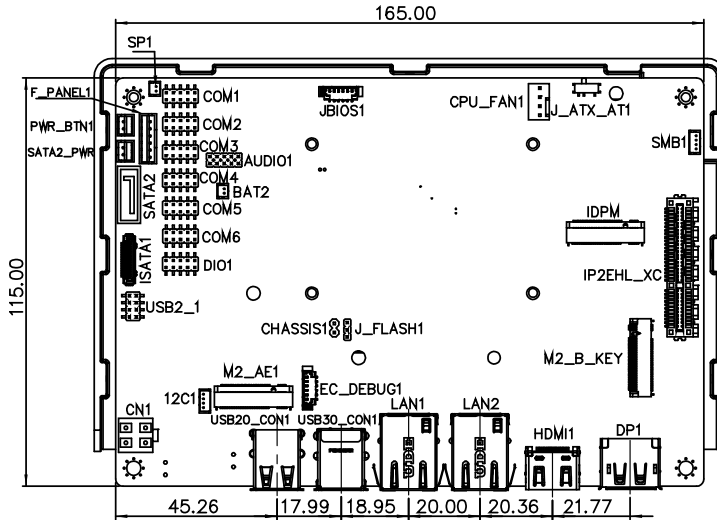 165.00
SP1
F_PANEL1
COM1
JBIOS1
CPU_FAN1
J_ATX_AT1
PWR_BTN1
COM2
SMB1
SATA2_PWR
COM3
AUDIO1
SATA2
COM4
BAT2
COM5
IDPM
COM6
ISATA1
DIO1
IP2EHL_XC
115.00
USB2_1
CHASSIS1
J_FLASH1
M2_AE1
M2_B_KEY
12C1
EC_DEBUG1
CN1
USB20_CON1
USB30_CON1
LAN1
LAN2
HDMI1
DP1
45.26
17.99
18.95
20.00
20.36
21.77